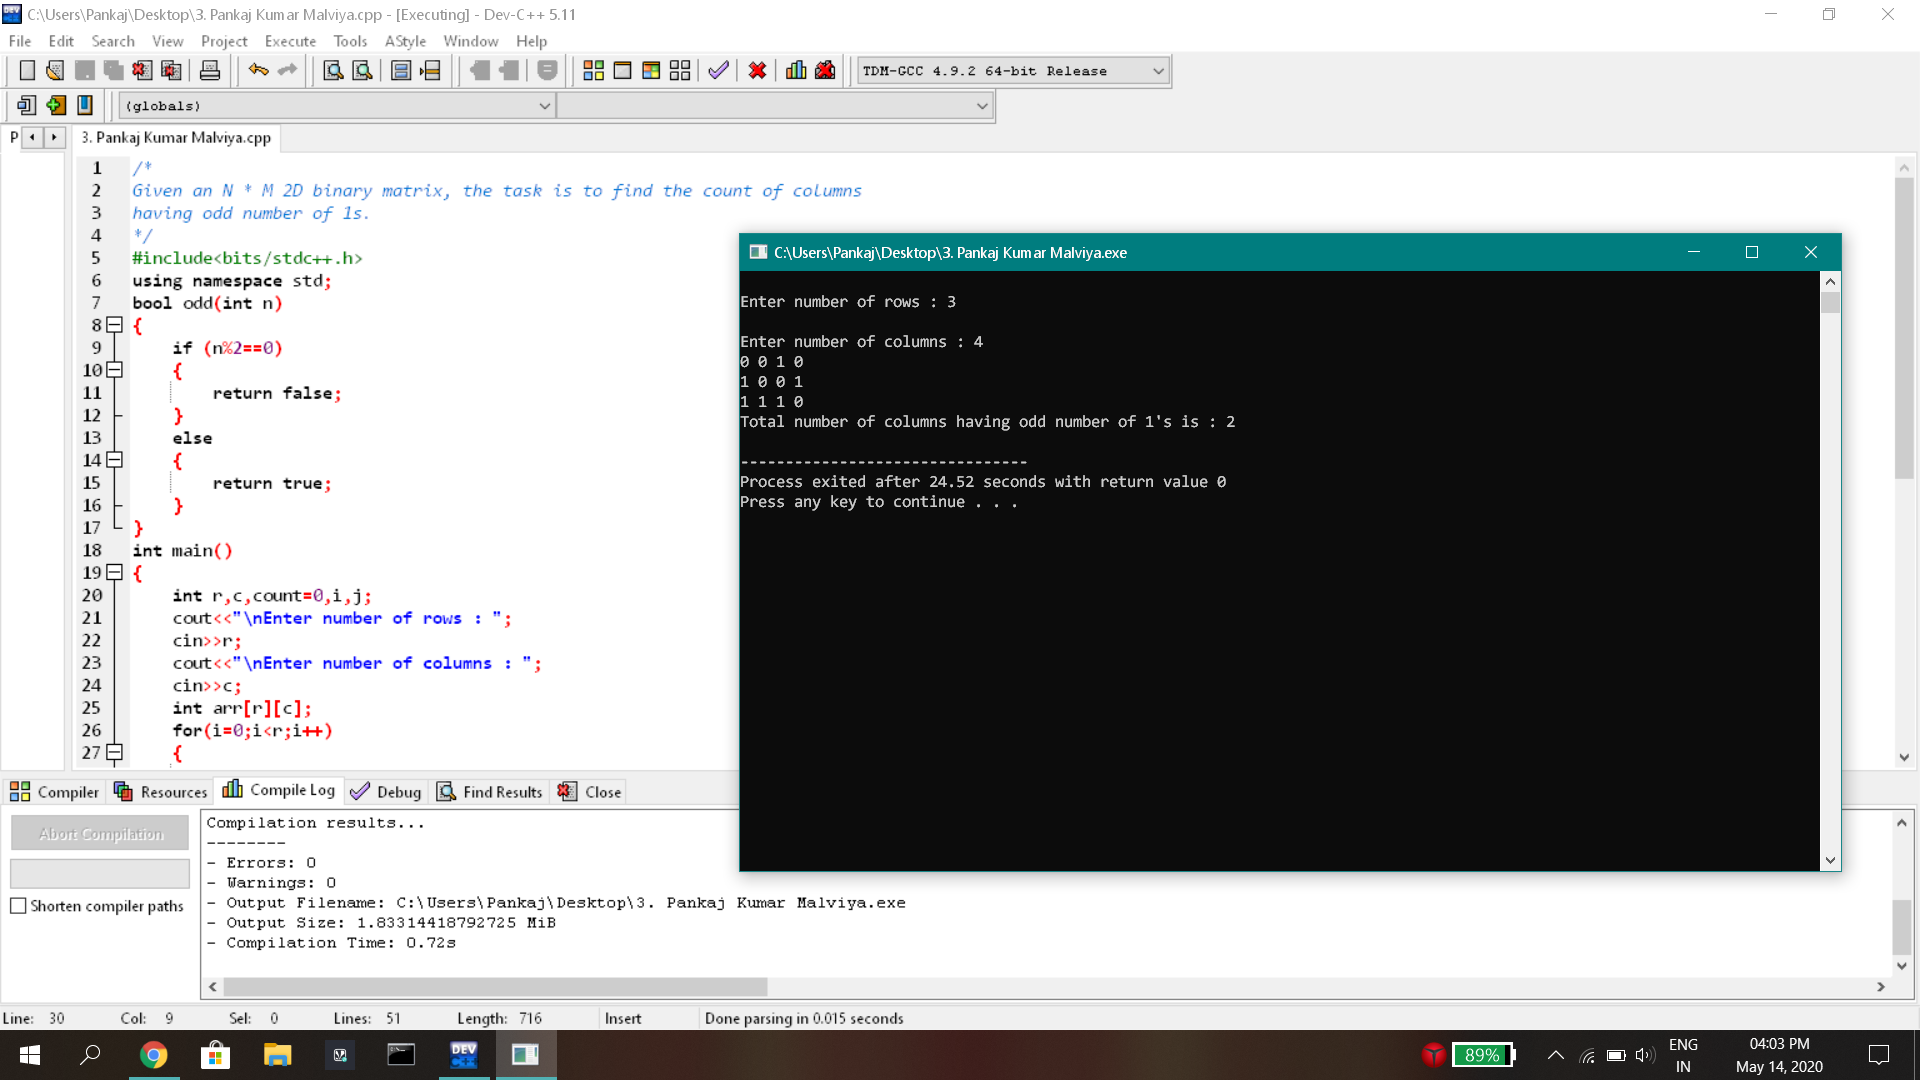 C:\Users\Pankaj\Desktop\3. Pankaj Kumar Malviya.cpp - [Executing] - Dev-C++ 5.11
File Edit Search View Project Execute Tools AStyle Window Help
TDM-GCC 4.9.2 64-bit Release
(globals)
P 3. Pankaj Kumar Malviya.cpp
1 /*
2 Given an N * M 2D binary matrix, the task is to find the count of columns
3 having odd number of 1s.
4 */
5 #include<bits/stdc++.h>
6 using namespace std;
7 bool odd(int n)
8 {
9 if (n%2==0)
10 {
11 return false;
12 }
13 else
14 {
15 return true;
16 }
17 }
18 int main()
19 {
20 int r,c,count=0,i,j;
21 cout<<"\nEnter number of rows : ";
22 cin>>r;
23 cout<<"\nEnter number of columns : ";
24 cin>>c;
25 int arr[r][c];
26 for(i=0;i<r;i++)
27 {
C:\Users\Pankaj\Desktop\3. Pankaj Kumar Malviya.exe
Enter number of rows : 3
Enter number of columns : 4
0 0 1 0
1 0 0 1
1 1 1 0
Total number of columns having odd number of 1's is : 2
--------------------------------
Process exited after 24.52 seconds with return value 0
Press any key to continue . . .
Compiler Resources Compile Log Debug Find Results Close
Abort Compilation
Shorten compiler paths
Compilation results...
--------
- Errors: 0
- Warnings: 0
- Output Filename: C:\Users\Pankaj\Desktop\3. Pankaj Kumar Malviya.exe
- Output Size: 1.83314418792725 MiB
- Compilation Time: 0.72s
Line: 30 Col: 9 Sel: 0 Lines: 51 Length: 716 Insert Done parsing in 0.015 seconds
DEV
89%
ENG
IN
04:03 PM
May 14, 2020